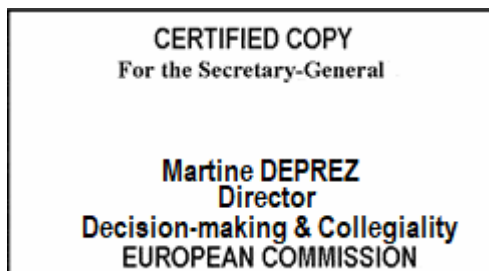 CERTIFIED COPY
For the Secretary-General
Martine DEPREZ
Director
Decision-making & Collegiality
EUROPEAN COMMISSION